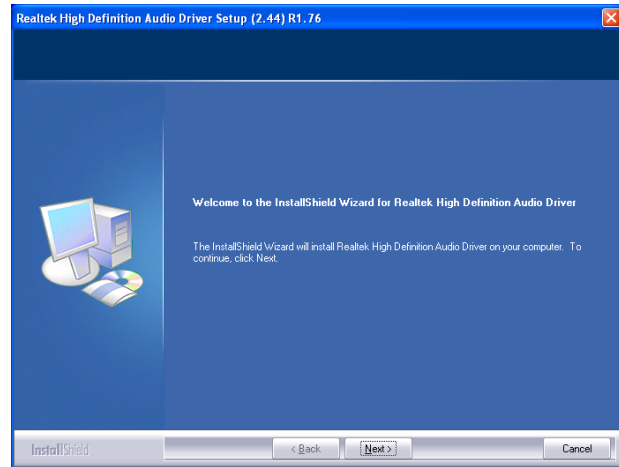 Realtek High Definition Audio Driver Setup (2.44) R1.76
Welcome to the InstallShield Wizard for Realtek High Definition Audio Driver
The InstallShield Wizard will install Realtek High Definition Audio Driver on your computer. To
continue, click Next.
InstallShield
< Back
Next >
Cancel